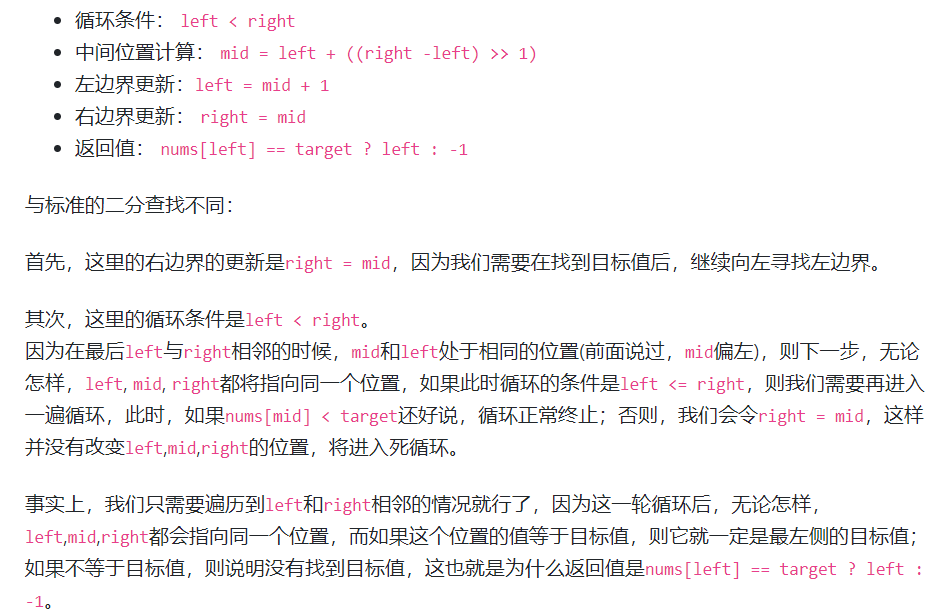 循环条件： left < right
中间位置计算： mid = left + ((right -left) >> 1)
左边界更新：left = mid + 1
右边界更新： right = mid
返回值： nums[left] == target ? left : -1
与标准的二分查找不同：
首先，这里的右边界的更新是right = mid，因为我们需要在找到目标值后，继续向左寻找左边界。
其次，这里的循环条件是left < right。
因为在最后left与right相邻的时候，mid和left处于相同的位置(前面说过，mid偏左)，则下一步，无论
怎样，left, mid, right都将指向同一个位置，如果此时循环的条件是left <= right，则我们需要再进入
一遍循环，此时，如果nums[mid] < target还好说，循环正常终止；否则，我们会令right = mid，这样
并没有改变left,mid,right的位置，将进入死循环。
事实上，我们只需要遍历到left和right相邻的情况就行了，因为这一轮循环后，无论怎样，
left,mid,right都会指向同一个位置，而如果这个位置的值等于目标值，则它就一定是最左侧的目标值；
如果不等于目标值，则说明没有找到目标值，这也就是为什么返回值是nums[left] == target ? left :
-1。